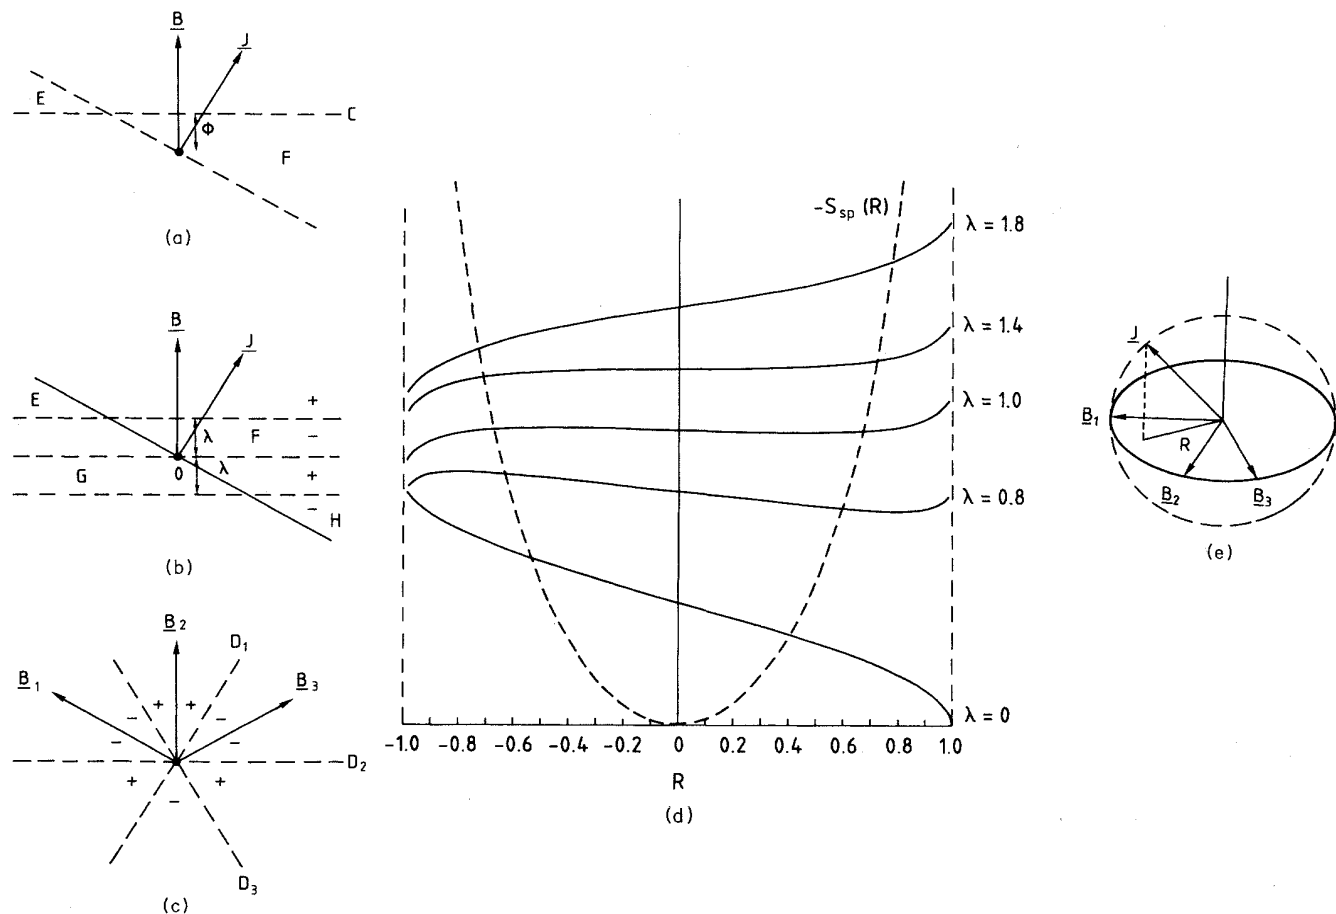 B
J
E
C
Φ
F
(a)
B
J
E
+
λ
F
−
0
λ
G
+
−
H
(b)
B2
D1
B1
B3
+ +
− −
− −
D2
+ +
−
D3
(c)
−Ssp (R)
λ = 1.8
λ = 1.4
λ = 1.0
λ = 0.8
λ = 0
-1.0 -0.8 -0.6 -0.4 -0.2 0 0.2 0.4 0.6 0.8 1.0
R
(d)
J
B1
R
B2
B3
(e)